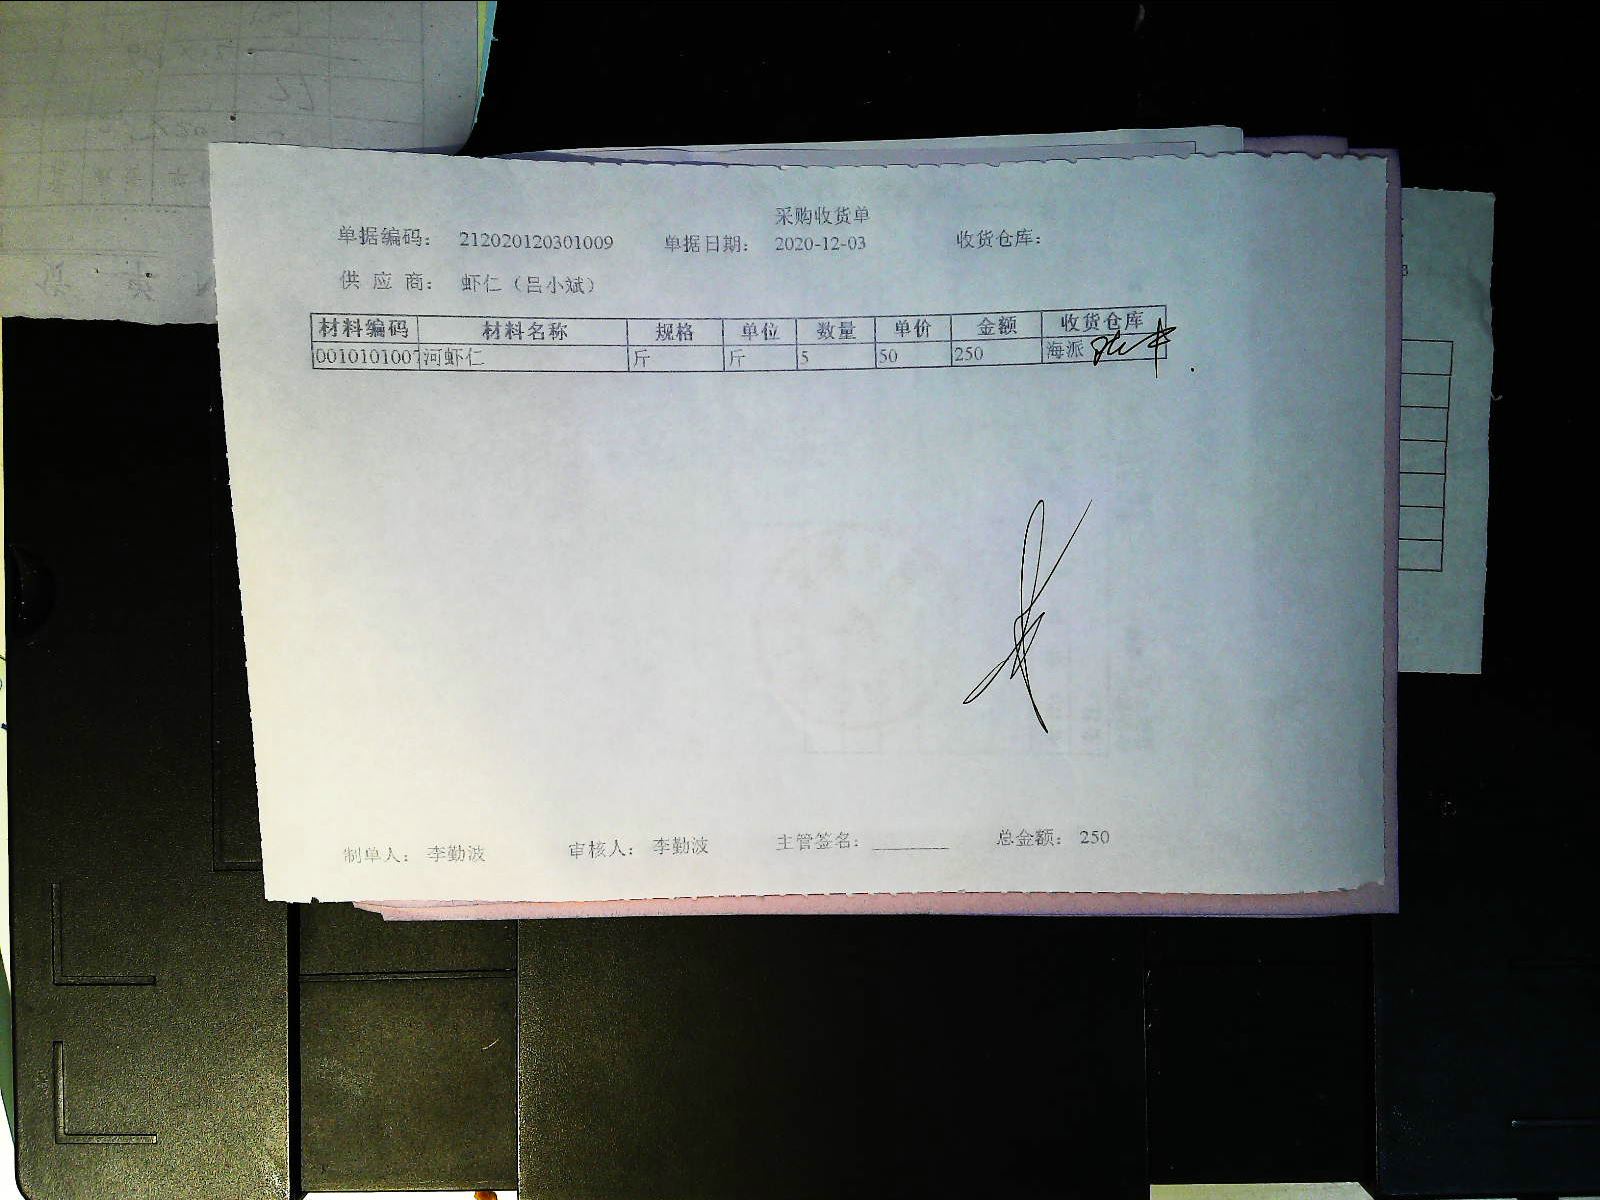 采购收货单
单据编码： 212020120301009 单据日期： 2020-12-03 收货仓库：
供 应 商： 虾仁（吕小斌）
材料编码 材料名称 规格 单位 数量 单价 金额 收货仓库
0010101007 河虾仁 斤 斤 5 50 250 海派
制单人： 李勤波 审核人： 李勤波 主管签名：________ 总金额： 250